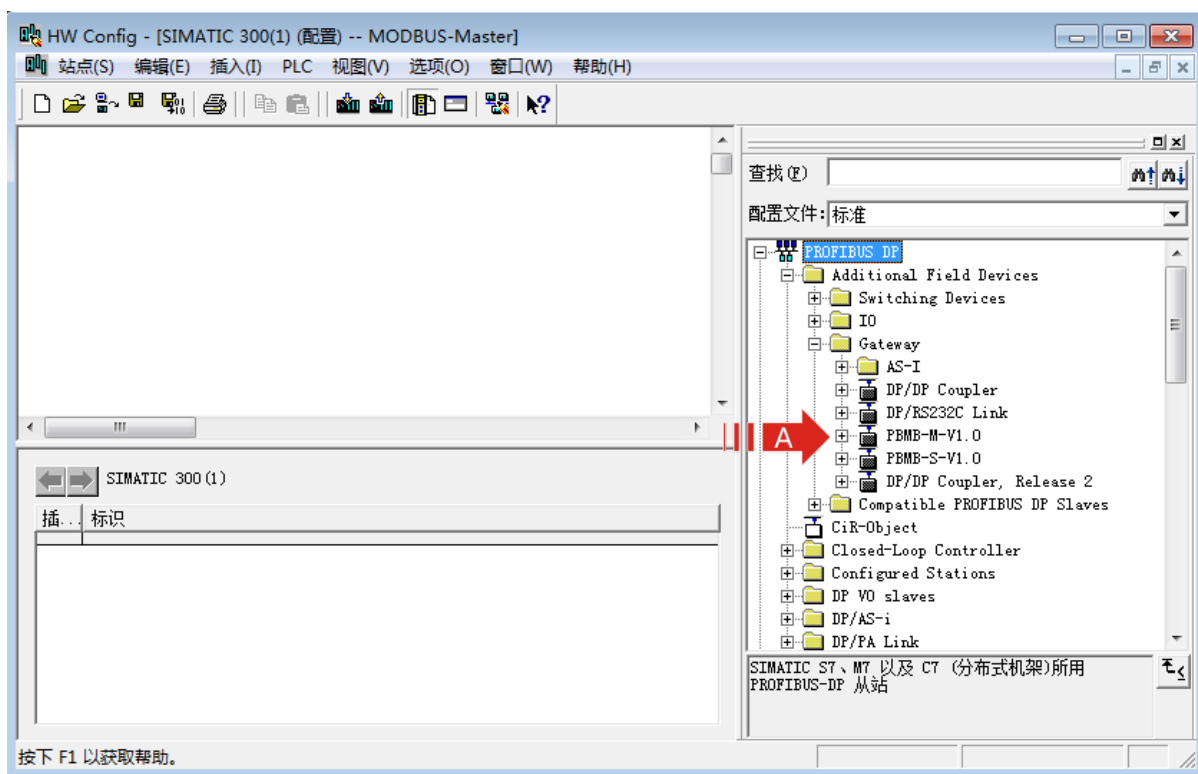 HW Config - [SIMATIC 300(1) (配置) -- MODBUS-Master]
站点(S) 编辑(E) 插入(I) PLC 视图(V) 选项(O) 窗口(W) 帮助(H)
查找(F)
配置文件: 标准
PROFIBUS DP
Additional Field Devices
Switching Devices
IO
Gateway
AS-I
DP/DP Coupler
DP/RS232C Link
A
PBMB-M-V1.0
PBMB-S-V1.0
DP/DP Coupler, Release 2
Compatible PROFIBUS DP Slaves
CiR-Object
Closed-Loop Controller
Configured Stations
DP V0 slaves
DP/AS-i
DP/PA Link
SIMATIC 300(1)
插... 标识
SIMATIC S7、M7 以及 C7 (分布式机架)所用
PROFIBUS-DP 从站
按下 F1 以获取帮助。